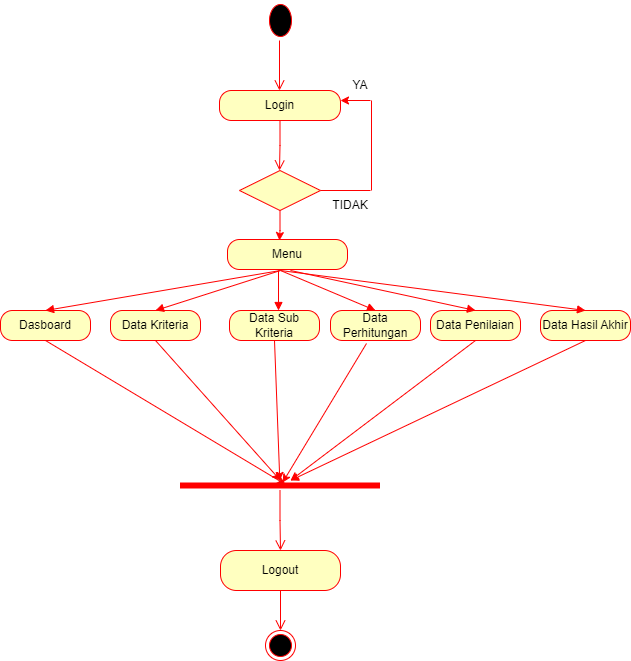 YA
Login
TIDAK
Menu
Dasboard
Data Kriteria
Data Sub
Kriteria
Data
Perhitungan
Data Penilaian
Data Hasil Akhir
Logout